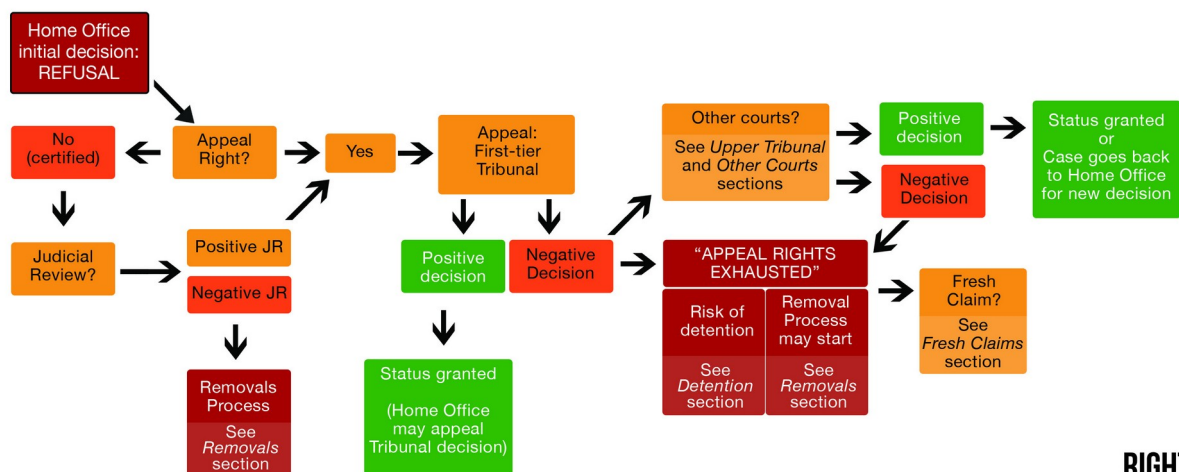 Home Office
initial decision:
REFUSAL
No
(certified)
Appeal
Right?
Yes
Appeal:
First-tier
Tribunal
Other courts?
See Upper Tribunal
and Other Courts
sections
Positive
decision
Status granted
or
Case goes back
to Home Office
for new decision
Negative
Decision
Judicial
Review?
Positive JR
Negative JR
Positive
decision
Negative
Decision
“APPEAL RIGHTS
EXHAUSTED”
Risk of
detention
See
Detention
section
Removal
Process
may start
See
Removals
section
Fresh
Claim?
See
Fresh Claims
section
Removals
Process
See
Removals
section
Status granted
(Home Office
may appeal
Tribunal decision)